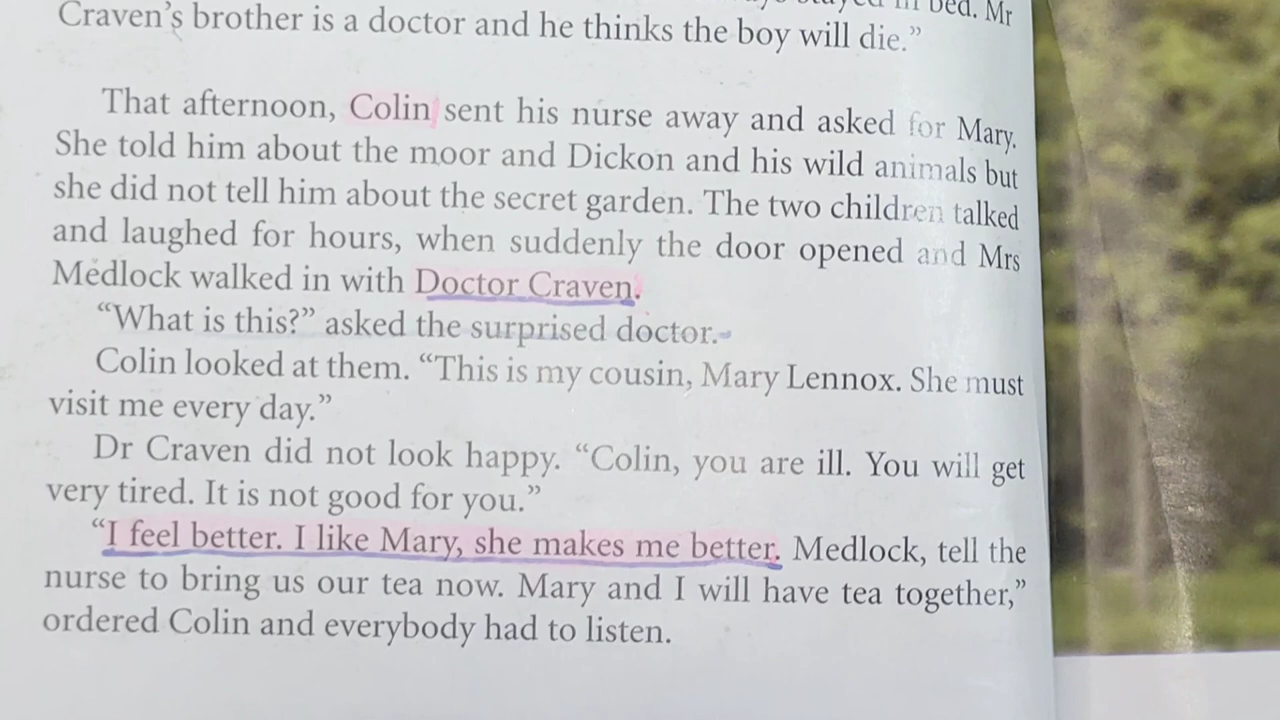 in bed. Mr
Craven's brother is a doctor and he thinks the boy will die.”
That afternoon, Colin sent his nurse away and asked for Mary.
She told him about the moor and Dickon and his wild animals but
she did not tell him about the secret garden. The two children talked
and laughed for hours, when suddenly the door opened and Mrs
Medlock walked in with Doctor Craven.
“What is this?” asked the surprised doctor.
Colin looked at them. “This is my cousin, Mary Lennox. She must
visit me every day.”
Dr Craven did not look happy. “Colin, you are ill. You will get
very tired. It is not good for you.”
“I feel better. I like Mary, she makes me better. Medlock, tell the
nurse to bring us our tea now. Mary and I will have tea together,”
ordered Colin and everybody had to listen.